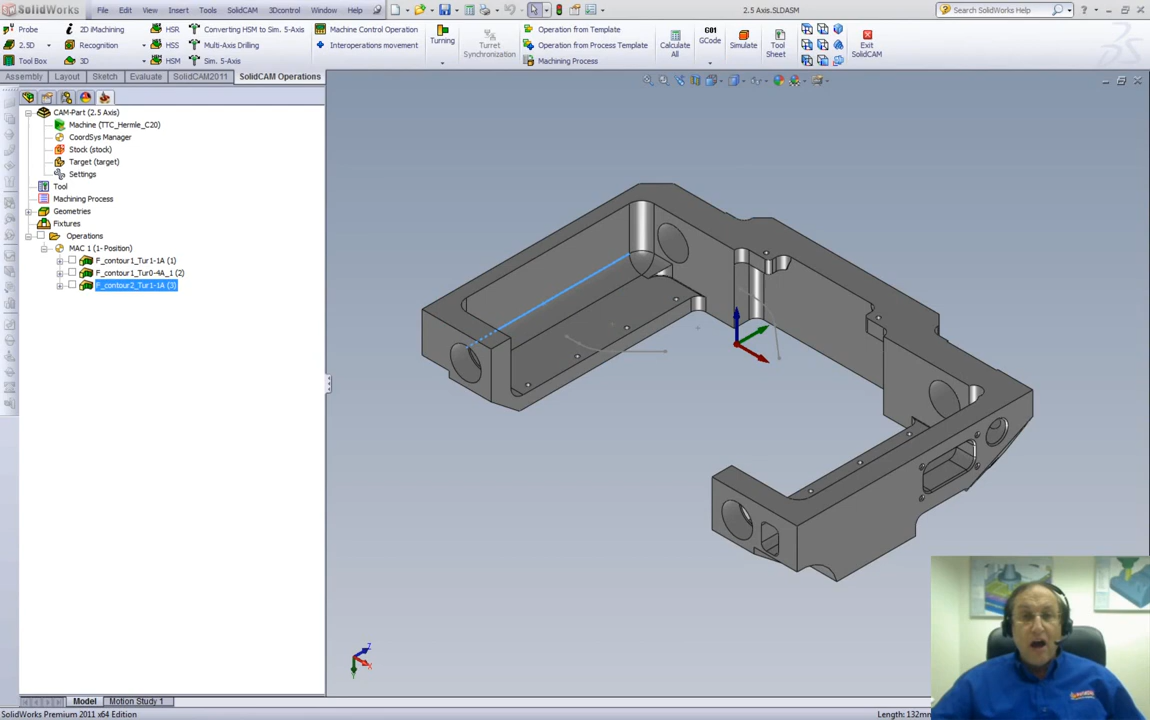 SolidWorks File Edit View Insert Tools SolidCAM 3Dcontrol Window Help 2.5 Axis.SLDASM Search SolidWorks Help
Probe 2D iMachining HSR Converting HSM to Sim. 5-Axis Machine Control Operation Operation from Template
2.5D Recognition HSS Multi-Axis Drilling Interoperations movement Operation from Process Template
Tool Box 3D HSM Sim. 5-Axis Machining Process
Turning Turret Synchronization Calculate All G01 GCode Simulate Tool Sheet Exit SolidCAM
Assembly Layout Sketch Evaluate SolidCAM2011 SolidCAM Operations
CAM-Part (2.5 Axis)
Machine (TTC_Hermle_C20)
CoordSys Manager
Stock (stock)
Target (target)
Settings
Tool
Machining Process
Geometries
Fixtures
Operations
MAC 1 (1- Position)
F_contour1_Tur1-1A (1)
F_contour1_Tur0-4A_1 (2)
F_contour2_Tur1-1A (3)
Z
X
Y
Model Motion Study 1
SolidWorks Premium 2011 x64 Edition Length: 132mm